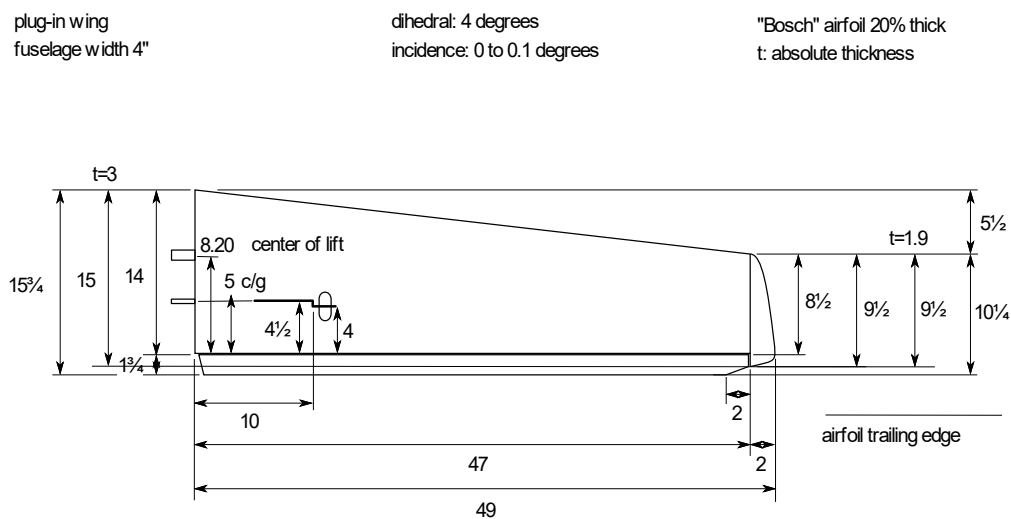 plug-in wing
fuselage width 4"
dihedral: 4 degrees
incidence: 0 to 0.1 degrees
"Bosch" airfoil 20% thick
t: absolute thickness
t=3
5½
t=1.9
8.20 center of lift
15¾
15
14
5 c/g
4½
4
8½
9½
9½
10¼
1¾
10
2
airfoil trailing edge
47
2
49